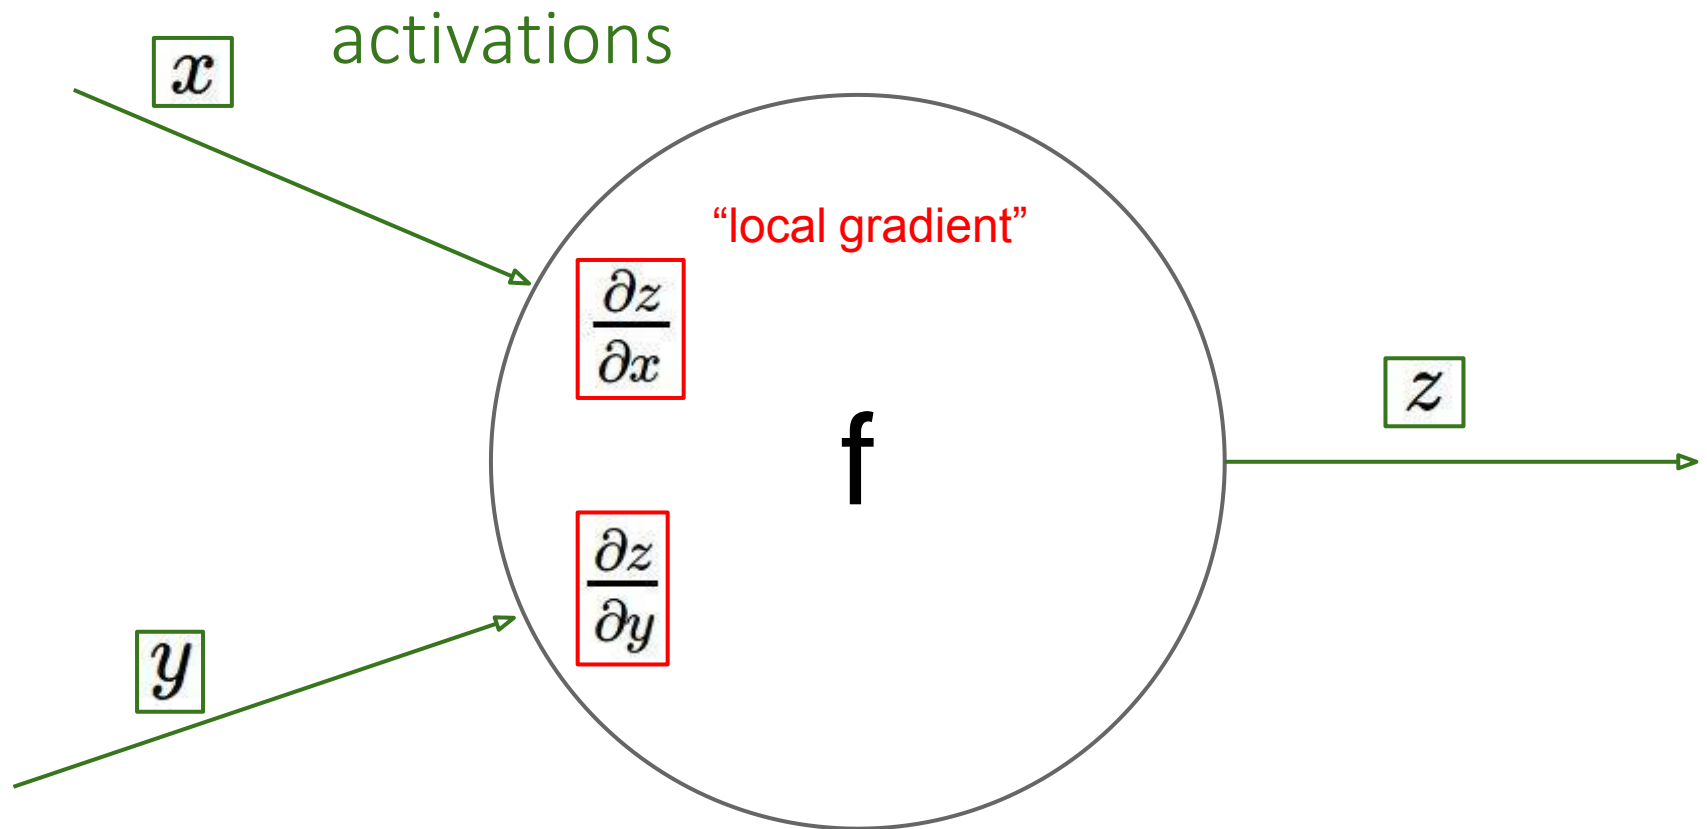 activations
x
“local gradient”
∂z
∂x
z
f
∂z
∂y
y